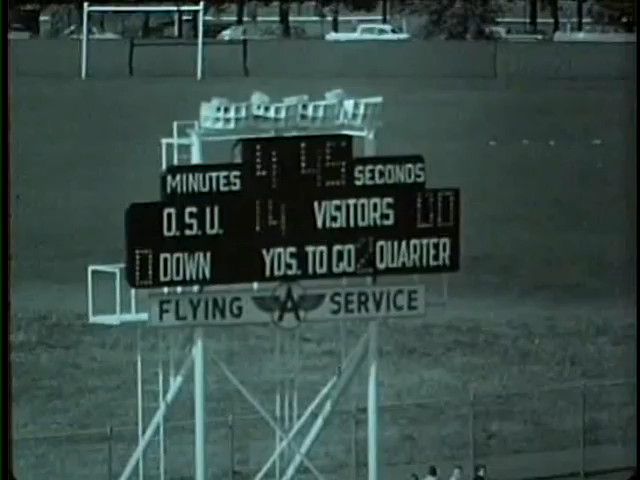 MINUTES 4 45 SECONDS
O.S.U. 14 VISITORS 00
0 DOWN YDS. TO GO 2 QUARTER
FLYING A SERVICE